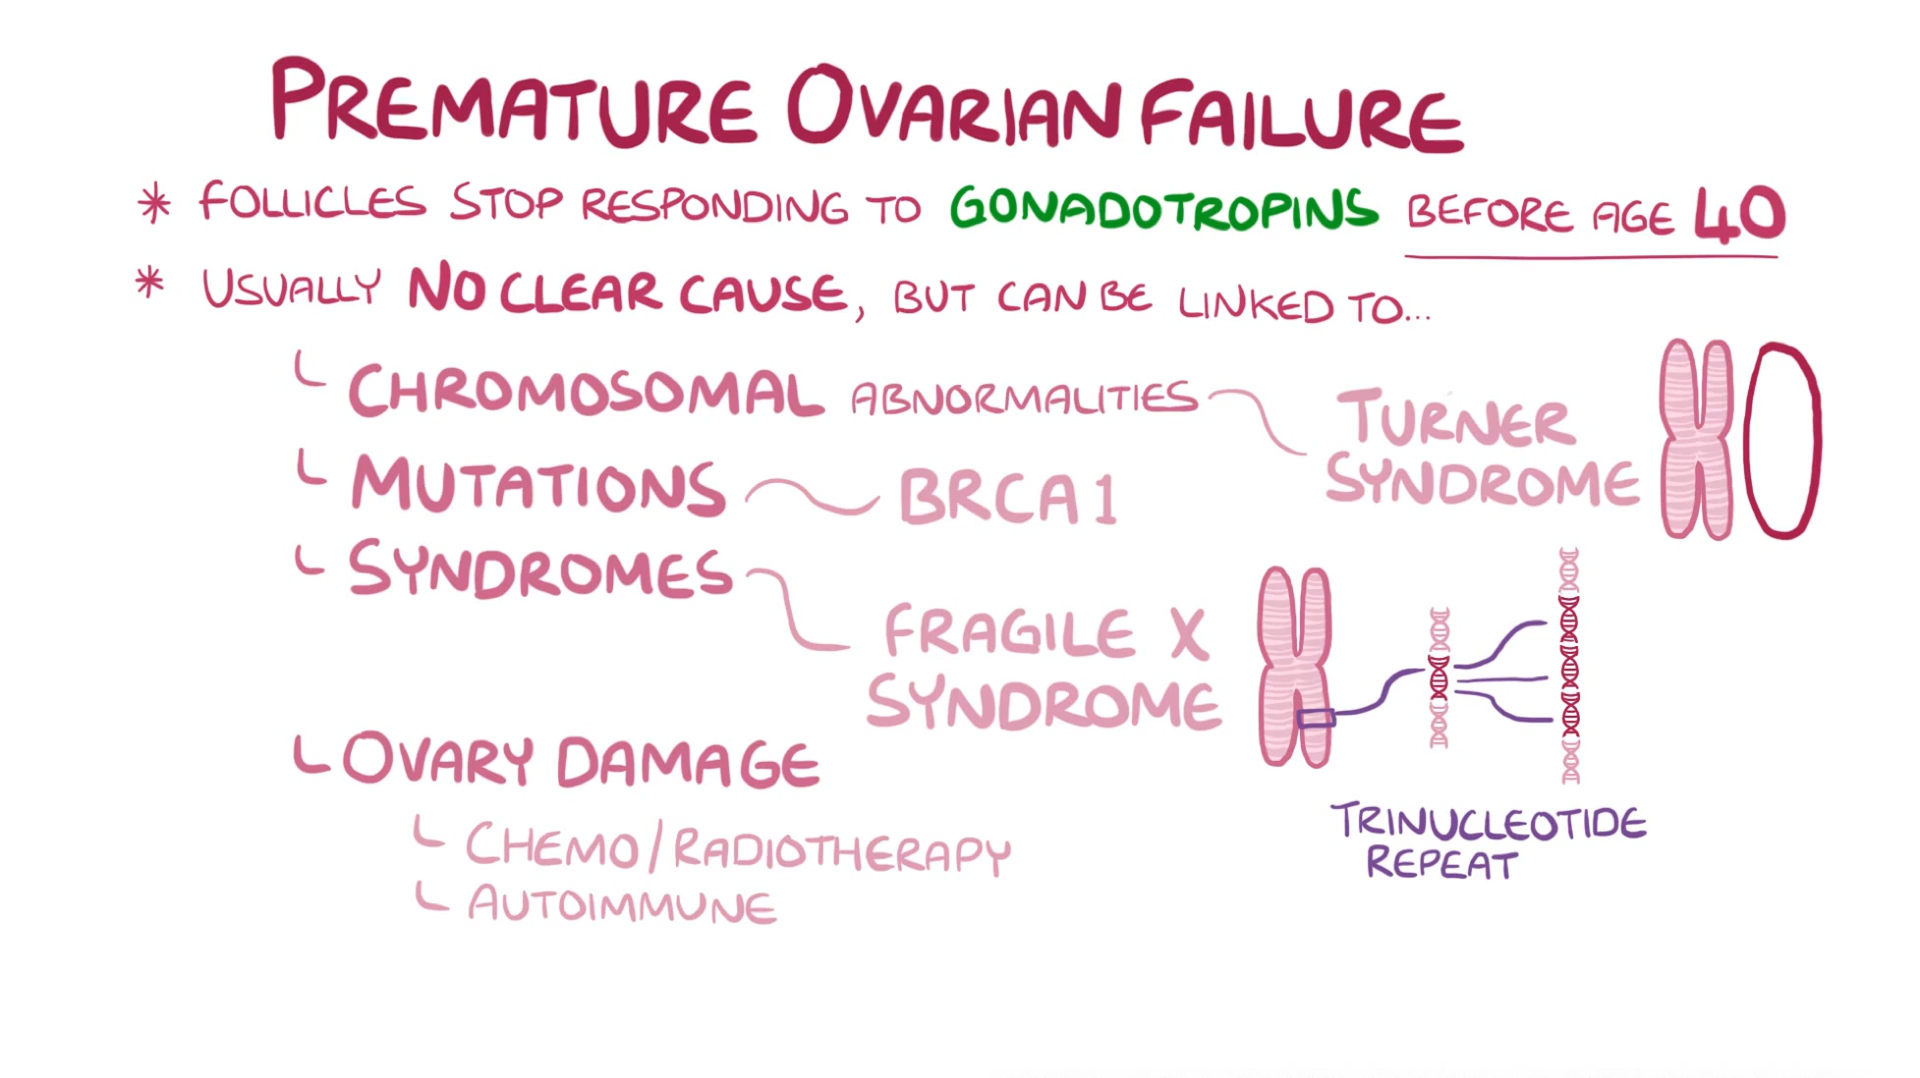 PREMATURE OVARIAN FAILURE
* FOLLICLES STOP RESPONDING TO GONADOTROPINS BEFORE AGE 40
* USUALLY NO CLEAR CAUSE, BUT CAN BE LINKED TO...
CHROMOSOMAL ABNORMALITIES
TURNER
SYNDROME
MUTATIONS
BRCA1
SYNDROMES
FRAGILE X
SYNDROME
TRINUCLEOTIDE
REPEAT
OVARY DAMAGE
CHEMO/RADIOTHERAPY
AUTOIMMUNE